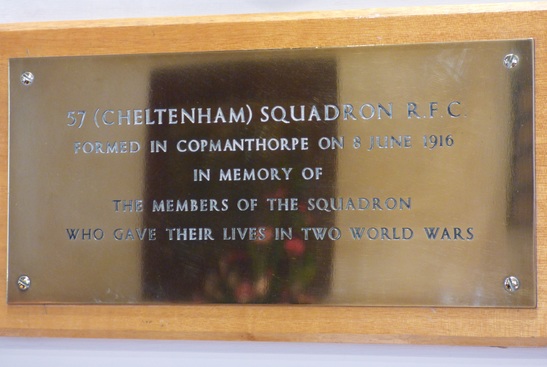 57 (CHELTENHAM) SQUADRON R.F.C.
FORMED IN COPMANTHORPE ON 8 JUNE 1916
IN MEMORY OF
THE MEMBERS OF THE SQUADRON
WHO GAVE THEIR LIVES IN TWO WORLD WARS